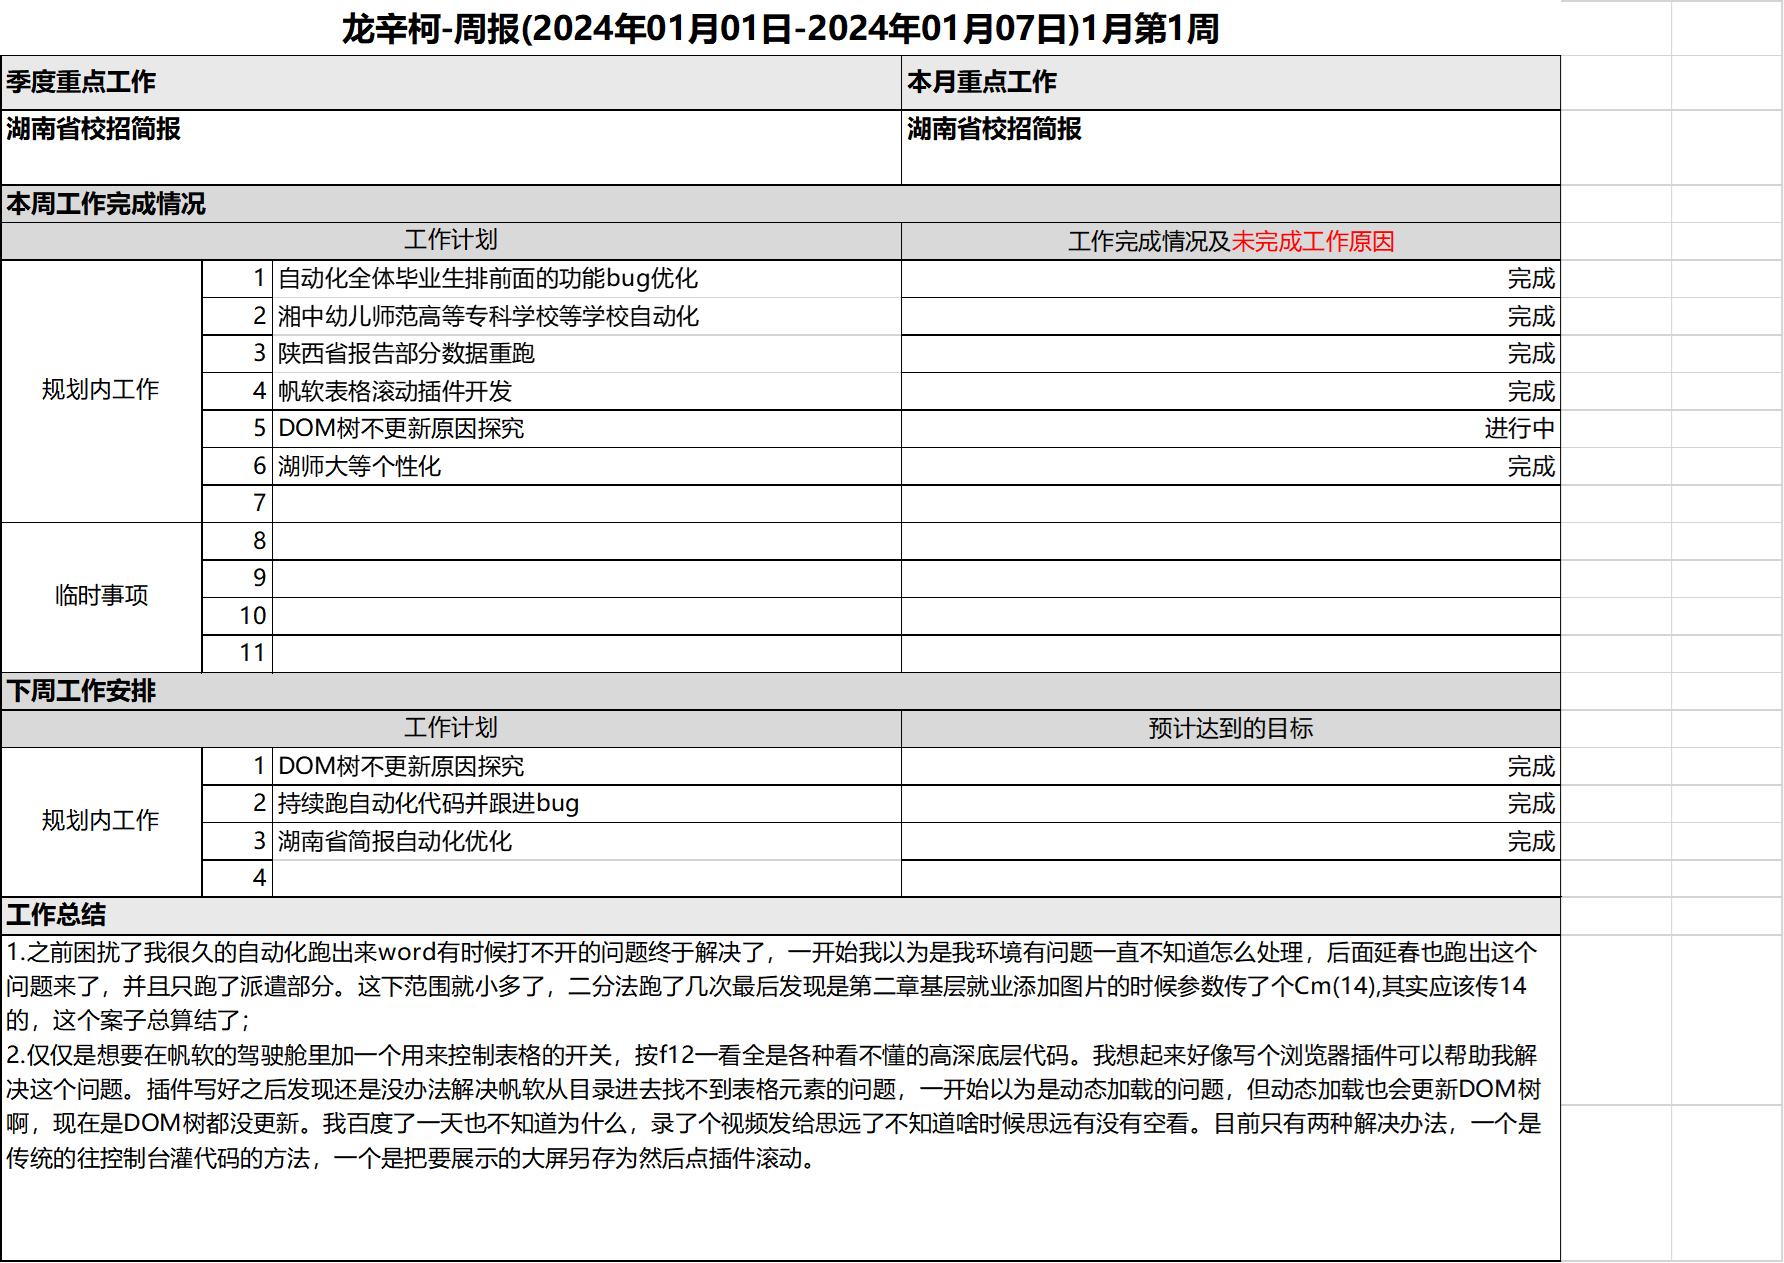 龙辛柯-周报(2024年01月01日-2024年01月07日)1月第1周
季度重点工作 本月重点工作
湖南省校招简报 湖南省校招简报
本周工作完成情况
工作计划 工作完成情况及未完成工作原因
规划内工作
1 自动化全体毕业生排前面的功能bug优化 完成
2 湘中幼儿师范高等专科学校等学校自动化 完成
3 陕西省报告部分数据重跑 完成
4 帆软表格滚动插件开发 完成
5 DOM树不更新原因探究 进行中
6 湖师大等个性化 完成
7
临时事项
8
9
10
11
下周工作安排
工作计划 预计达到的目标
规划内工作
1 DOM树不更新原因探究 完成
2 持续跑自动化代码并跟进bug 完成
3 湖南省简报自动化优化 完成
4
工作总结
1.之前困扰了我很久的自动化跑出来word有时候打不开的问题终于解决了，一开始我以为是我环境有问题一直不知道怎么处理，后面延春也跑出这个
问题来了，并且只跑了派遣部分。这下范围就小多了，二分法跑了几次最后发现是第二章基层就业添加图片的时候参数传了个Cm(14),其实应该传14
的，这个案子总算结了；
2.仅仅是想要在帆软的驾驶舱里加一个用来控制表格的开关，按f12一看全是各种看不懂的高深底层代码。我想起来好像写个浏览器插件可以帮助我解
决这个问题。插件写好之后发现还是没办法解决帆软从目录进去找不到表格元素的问题，一开始以为是动态加载的问题，但动态加载也会更新DOM树
啊，现在是DOM树都没更新。我百度了一天也不知道为什么，录了个视频发给思远了不知道啥时候思远有没有空看。目前只有两种解决办法，一个是
传统的往控制台灌代码的方法，一个是把要展示的大屏另存为然后点插件滚动。